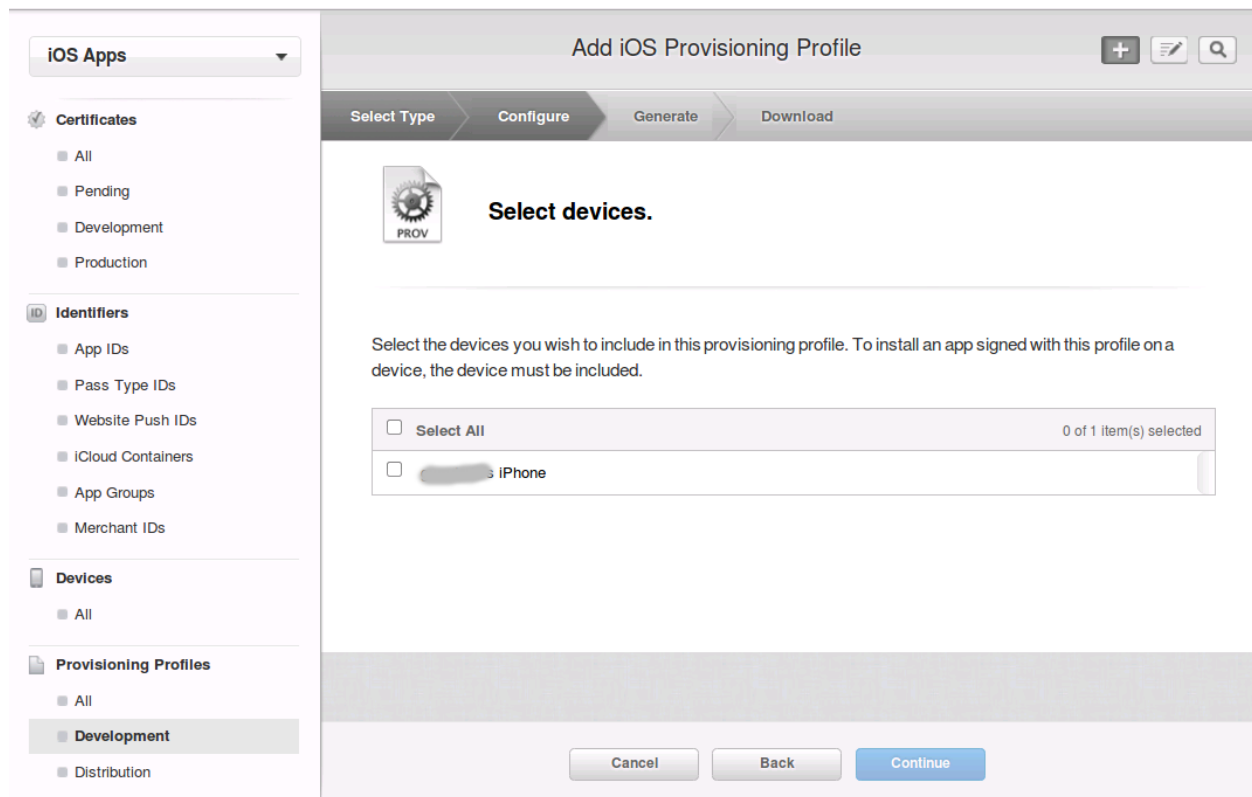 iOS Apps
Certificates
All
Pending
Development
Production
ID Identifiers
App IDs
Pass Type IDs
Website Push IDs
iCloud Containers
App Groups
Merchant IDs
Devices
All
Provisioning Profiles
All
Development
Distribution
Add iOS Provisioning Profile
Select Type Configure Generate Download
PROV
Select devices.
Select the devices you wish to include in this provisioning profile. To install an app signed with this profile on a
device, the device must be included.
Select All 0 of 1 item(s) selected
s iPhone
Cancel Back Continue